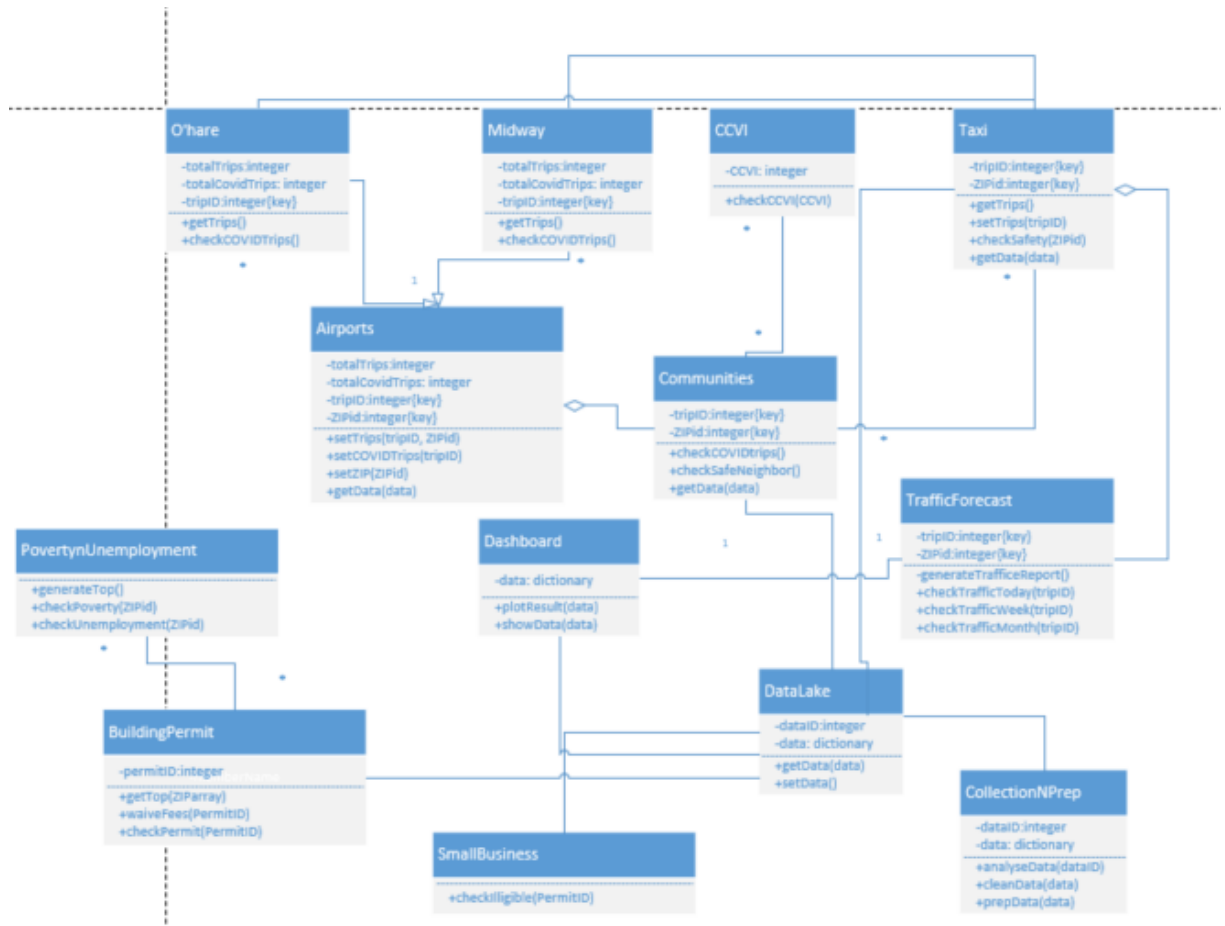 O'hare
-totalTrips:integer
-totalCovidTrips: integer
-tripID:integer{key}
+getTrips()
+checkCOVIDTrips()
*
Midway
-totalTrips:integer
-totalCovidTrips: integer
-tripID:integer{key}
+getTrips()
+checkCOVIDTrips()
*
CCVI
-CCVI: integer
+checkCCVI(CCVI)
*
Taxi
-tripID:integer{key}
-ZIPid:integer{key}
+getTrips()
+setTrips(tripID)
+checkSafety(ZIPid)
+getData(data)
*
1
Airports
-totalTrips:integer
-totalCovidTrips: integer
-tripID:integer{key}
-ZIPid:integer{key}
+setTrips(tripID, ZIPid)
+setCOVIDTrips(tripID)
+setZIP(ZIPid)
+getData(data)
*
Communities
-tripID:integer{key}
-ZIPid:integer{key}
+checkCOVIDtrips()
+checkSafeNeighbor()
+getData(data)
*
TrafficForecast
-tripID:integer{key}
-ZIPid:integer{key}
-generateTrafficeReport()
+checkTrafficToday(tripID)
+checkTrafficWeek(tripID)
+checkTrafficMonth(tripID)
1
1
PovertynUnemployment
+generateTop()
+checkPoverty(ZIPid)
+checkUnemployment(ZIPid)
*
*
Dashboard
-data: dictionary
+plotResult(data)
+showData(data)
DataLake
-dataID:integer
-data: dictionary
+getData(data)
+setData()
BuildingPermit
-permitID:integer
+getTop(ZIParray)
+waiveFees(PermitID)
+checkPermit(PermitID)
CollectionNPrep
-dataID:integer
-data: dictionary
+analyseData(dataID)
+cleanData(data)
+prepData(data)
SmallBusiness
+checkIlligible(PermitID)